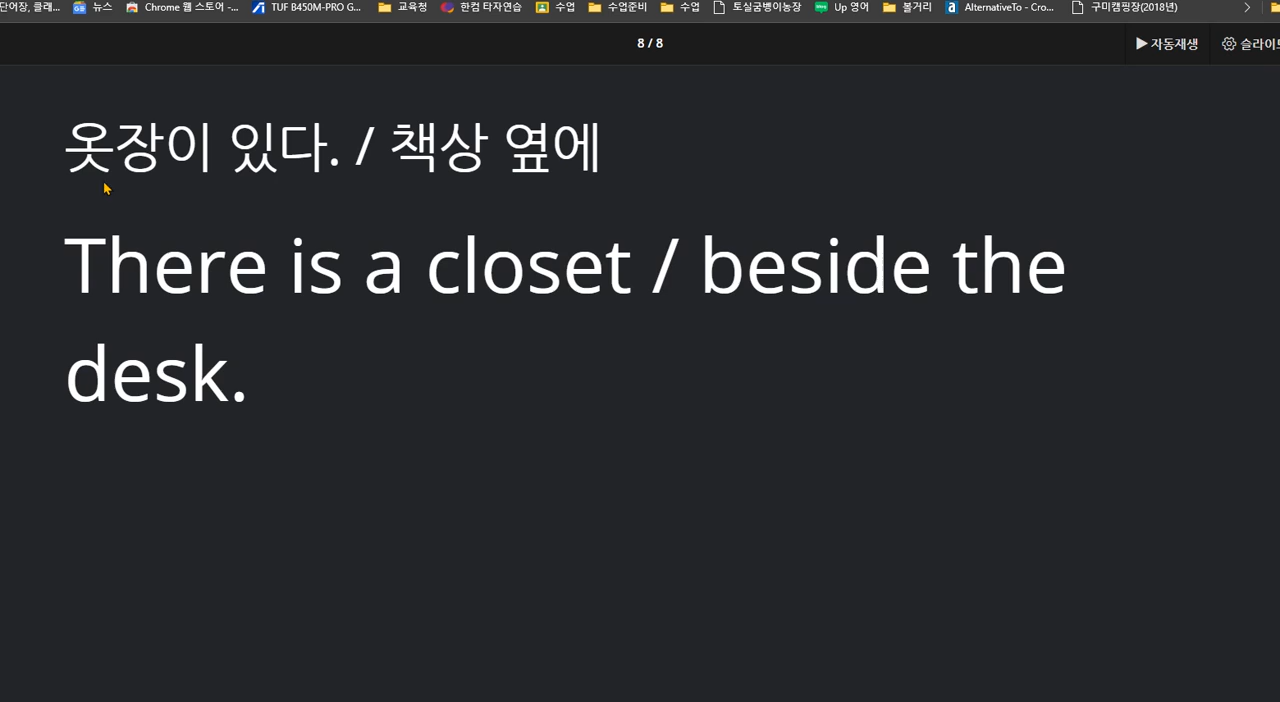 단어장, 클래... 뉴스 Chrome 웹 스토어 -... TUF B450M-PRO G... 교육청 한컴 타자연습 수업 수업준비 수업 토실굼벵이농장 Up 영어 볼거리 AlternativeTo - Cro... 구미캠핑장(2018년)
8 / 8 ▶ 자동재생 슬라이드
옷장이 있다. / 책상 옆에
There is a closet / beside the
desk.